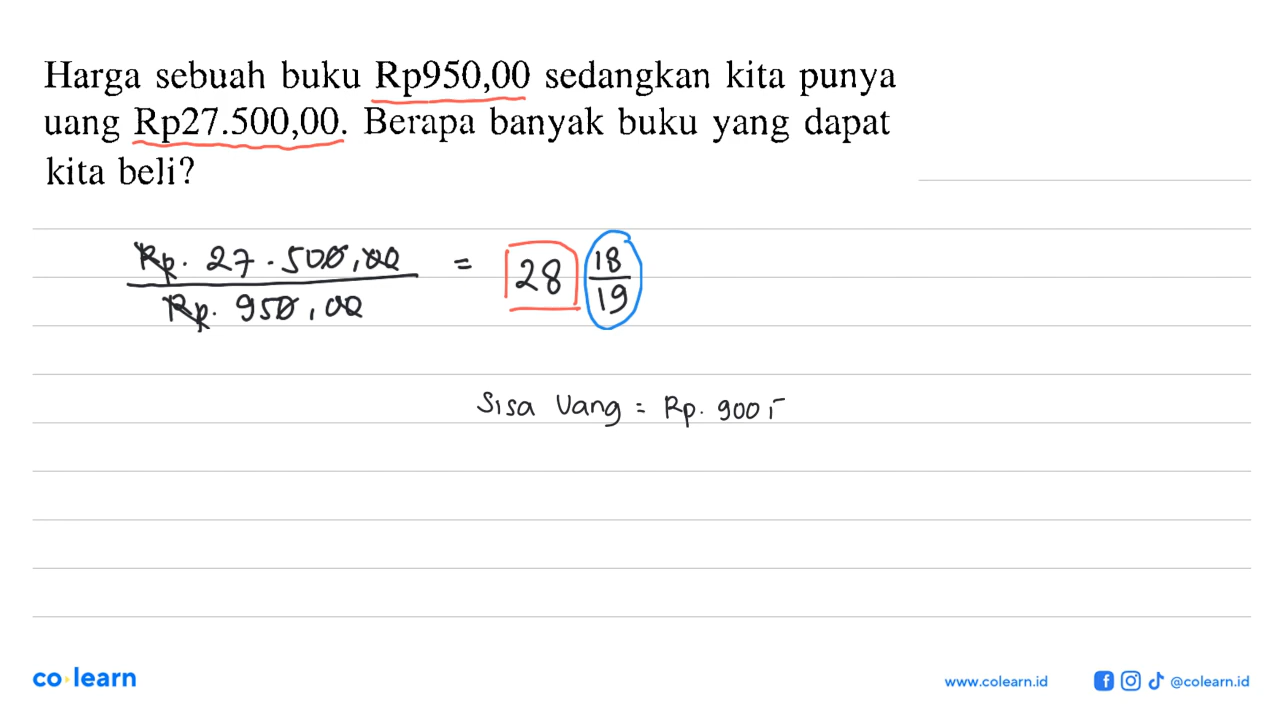 Harga sebuah buku Rp950,00 sedangkan kita punya
uang Rp27.500,00. Berapa banyak buku yang dapat
kita beli?
Rp. 27.500,00
Rp. 950,00
= 28 18/19
Sisa Uang = Rp. 900,-
co learn
www.colearn.id
@colearn.id